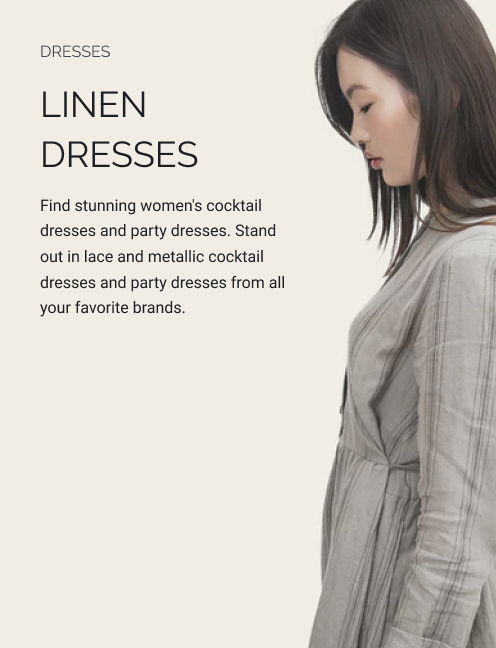 DRESSES
LINEN
DRESSES
Find stunning women's cocktail
dresses and party dresses. Stand
out in lace and metallic cocktail
dresses and party dresses from all
your favorite brands.